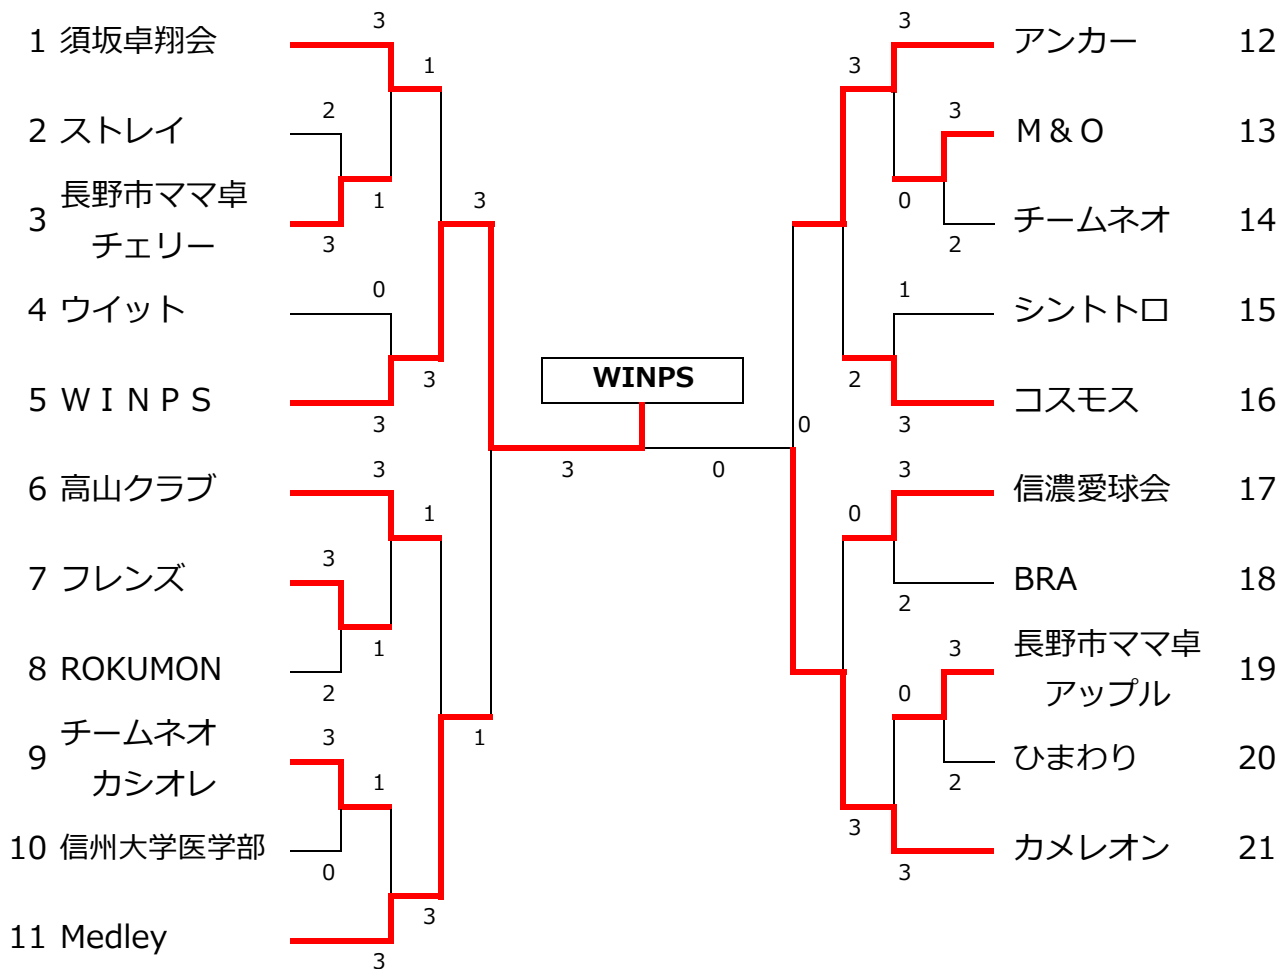 1 須坂卓翔会
3
1
2 ストレイ
2
3 長野市ママ卓
チェリー
3
1
3
4 ウイット
0
5 ＷＩＮＰＳ
3
3
6 高山クラブ
3
1
7 フレンズ
3
1
8 ROKUMON
2
9 チームネオ
カシオレ
3
1
1
10 信州大学医学部
0
11 Medley
3
3
WINPS
3
0
0
3
アンカー 12
3
3
Ｍ＆Ｏ 13
0
チームネオ 14
2
1
シントトロ 15
2
コスモス 16
3
3
信濃愛球会 17
0
BRA 18
2
3
長野市ママ卓
アップル 19
0
ひまわり 20
2
3
カメレオン 21
3